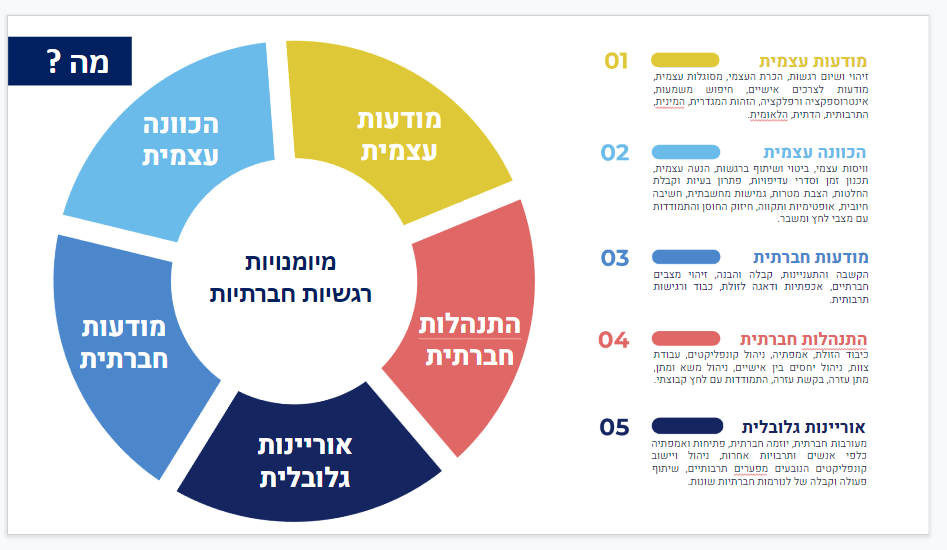 מה ?
מודעות
עצמית
הכוונה
עצמית
מיומנויות
רגשיות חברתיות
התנהלות
חברתית
מודעות
חברתית
אוריינות
גלובלית
01 מודעות עצמית
זיהוי ושיום רגשות, הכרת העצמי, מסוגלות עצמית,
מודעות לצרכים אישיים, חיפוש משמעות,
אינטרוספקציה ורפלקציה, הזהות המגדרית, המינית,
התרבותית, הדתית, הלאומית.
02 הכוונה עצמית
וויסות עצמי, ביטוי ושיתוף ברגשות, הנעה עצמית,
תכנון זמן וסדרי עדיפויות, פתרון בעיות וקבלת
החלטות, הצבת מטרות, גמישות מחשבתית, חשיבה
חיובית, אופטימיות ותקווה, חיזוק החוסן והתמודדות
עם מצבי לחץ ומשבר.
03 מודעות חברתית
הקשבה והתעניינות, קבלה והבנה, זיהוי מצבים
חברתיים, אכפתיות ודאגה לזולת, כבוד ורגישות
תרבותית.
04 התנהלות חברתית
כיבוד הזולת, אמפתיה, ניהול קונפליקטים, עבודת
צוות, ניהול יחסים בין אישיים, ניהול משא ומתן,
מתן עזרה, בקשת עזרה, התמודדות עם לחץ קבוצתי.
05 אוריינות גלובלית
מעורבות חברתית, יוזמה חברתית, פתיחות ואמפתיה
כלפי אנשים ותרבויות אחרות, ניהול ויישוב
קונפליקטים הנובעים מפערים תרבותיים, שיתוף
פעולה וקבלה של לנורמות חברתיות שונות.